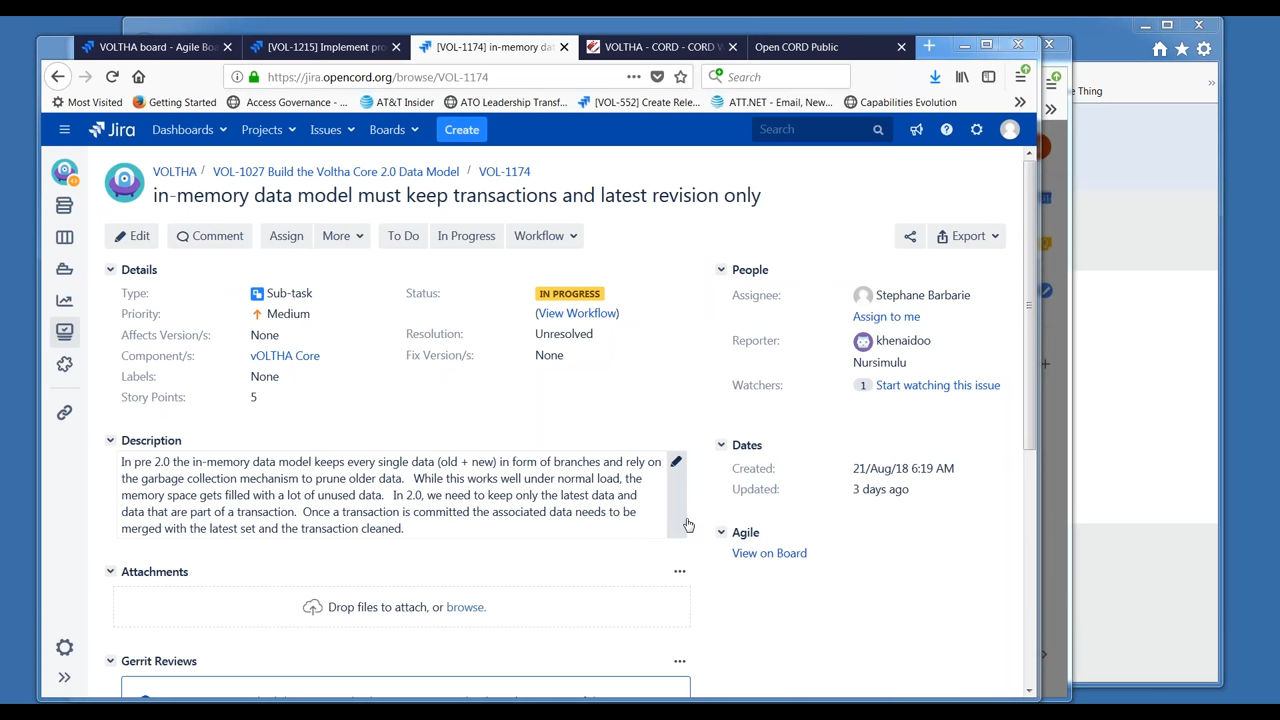 VOLTHA board - Agile Boa
[VOL-1215] Implement pro
[VOL-1174] in-memory dat
VOLTHA - CORD - CORD W
Open CORD Public
https://jira.opencord.org/browse/VOL-1174
Search
Most Visited
Getting Started
Access Governance - ...
AT&T Insider
ATO Leadership Transf...
[VOL-552] Create Rele...
ATT.NET - Email, New...
Capabilities Evolution
e Thing
Jira
Dashboards
Projects
Issues
Boards
Create
Search
VOLTHA / VOL-1027 Build the Voltha Core 2.0 Data Model / VOL-1174
in-memory data model must keep transactions and latest revision only
Edit
Comment
Assign
More
To Do
In Progress
Workflow
Export
Details
Type: Sub-task
Status: IN PROGRESS
(View Workflow)
Priority: Medium
Resolution: Unresolved
Affects Version/s: None
Fix Version/s: None
Component/s: vOLTHA Core
Labels: None
Story Points: 5
People
Assignee: Stephane Barbarie
Assign to me
Reporter: khenaidoo
Nursimulu
Watchers: 1 Start watching this issue
Description
In pre 2.0 the in-memory data model keeps every single data (old + new) in form of branches and rely on
the garbage collection mechanism to prune older data. While this works well under normal load, the
memory space gets filled with a lot of unused data. In 2.0, we need to keep only the latest data and
data that are part of a transaction. Once a transaction is committed the associated data needs to be
merged with the latest set and the transaction cleaned.
Dates
Created: 21/Aug/18 6:19 AM
Updated: 3 days ago
Agile
View on Board
Attachments
Drop files to attach, or browse.
Gerrit Reviews